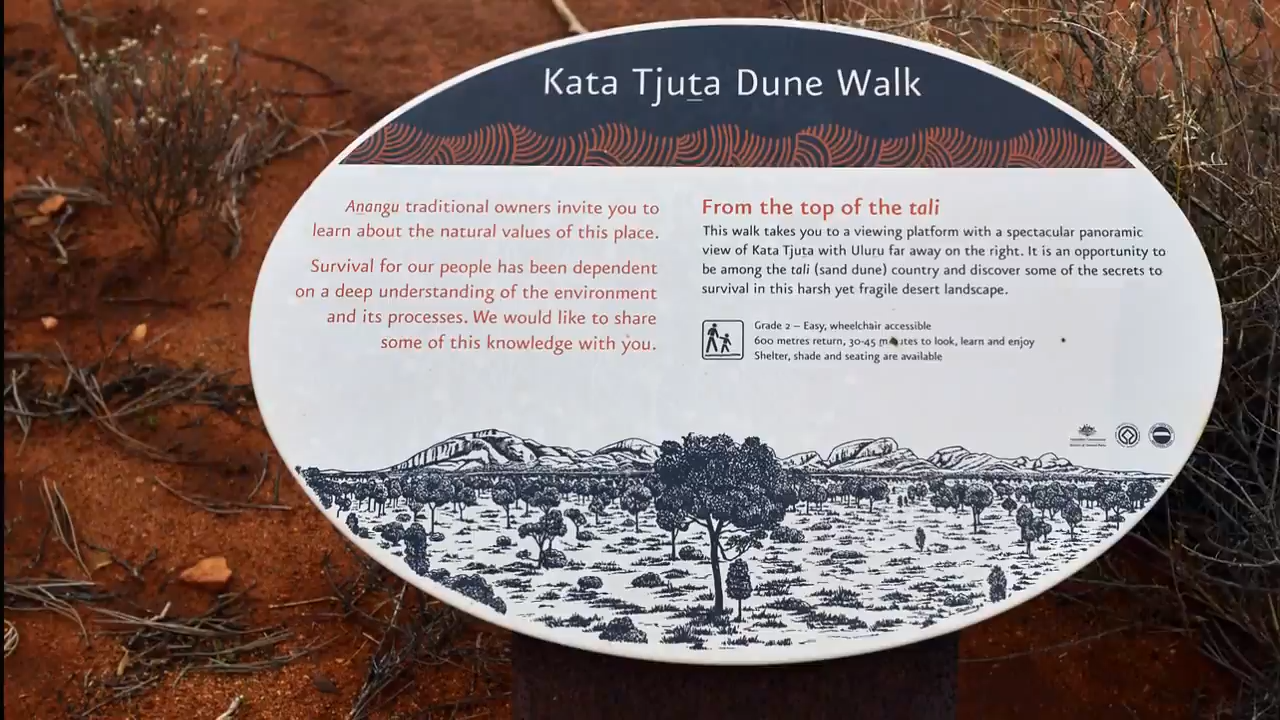 Kata Tjuṯa Dune Walk
Aṉangu traditional owners invite you to
learn about the natural values of this place.
Survival for our people has been dependent
on a deep understanding of the environment
and its processes. We would like to share
some of this knowledge with you.
From the top of the tali
This walk takes you to a viewing platform with a spectacular panoramic
view of Kata Tjuṯa with Uluṟu far away on the right. It is an opportunity to
be among the tali (sand dune) country and discover some of the secrets to
survival in this harsh yet fragile desert landscape.
Grade 2 – Easy, wheelchair accessible
600 metres return, 30-45 minutes to look, learn and enjoy
Shelter, shade and seating are available